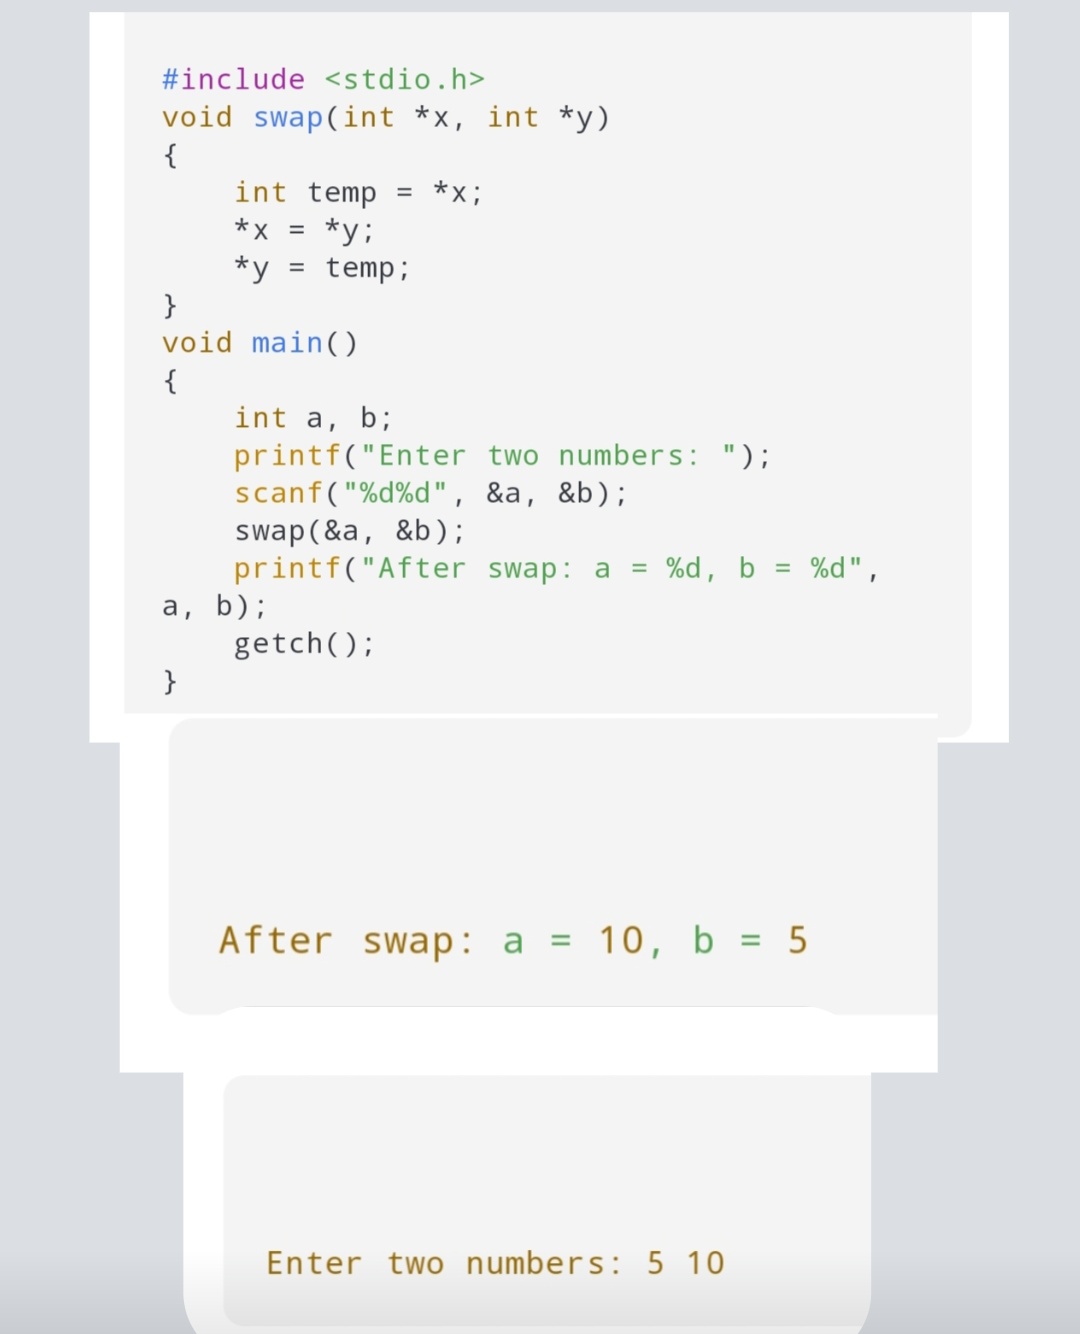 #include <stdio.h>
void swap(int *x, int *y)
{
    int temp = *x;
    *x = *y;
    *y = temp;
}
void main()
{
    int a, b;
    printf("Enter two numbers: ");
    scanf("%d%d", &a, &b);
    swap(&a, &b);
    printf("After swap: a = %d, b = %d",
a, b);
    getch();
}
After swap: a = 10, b = 5
Enter two numbers: 5 10